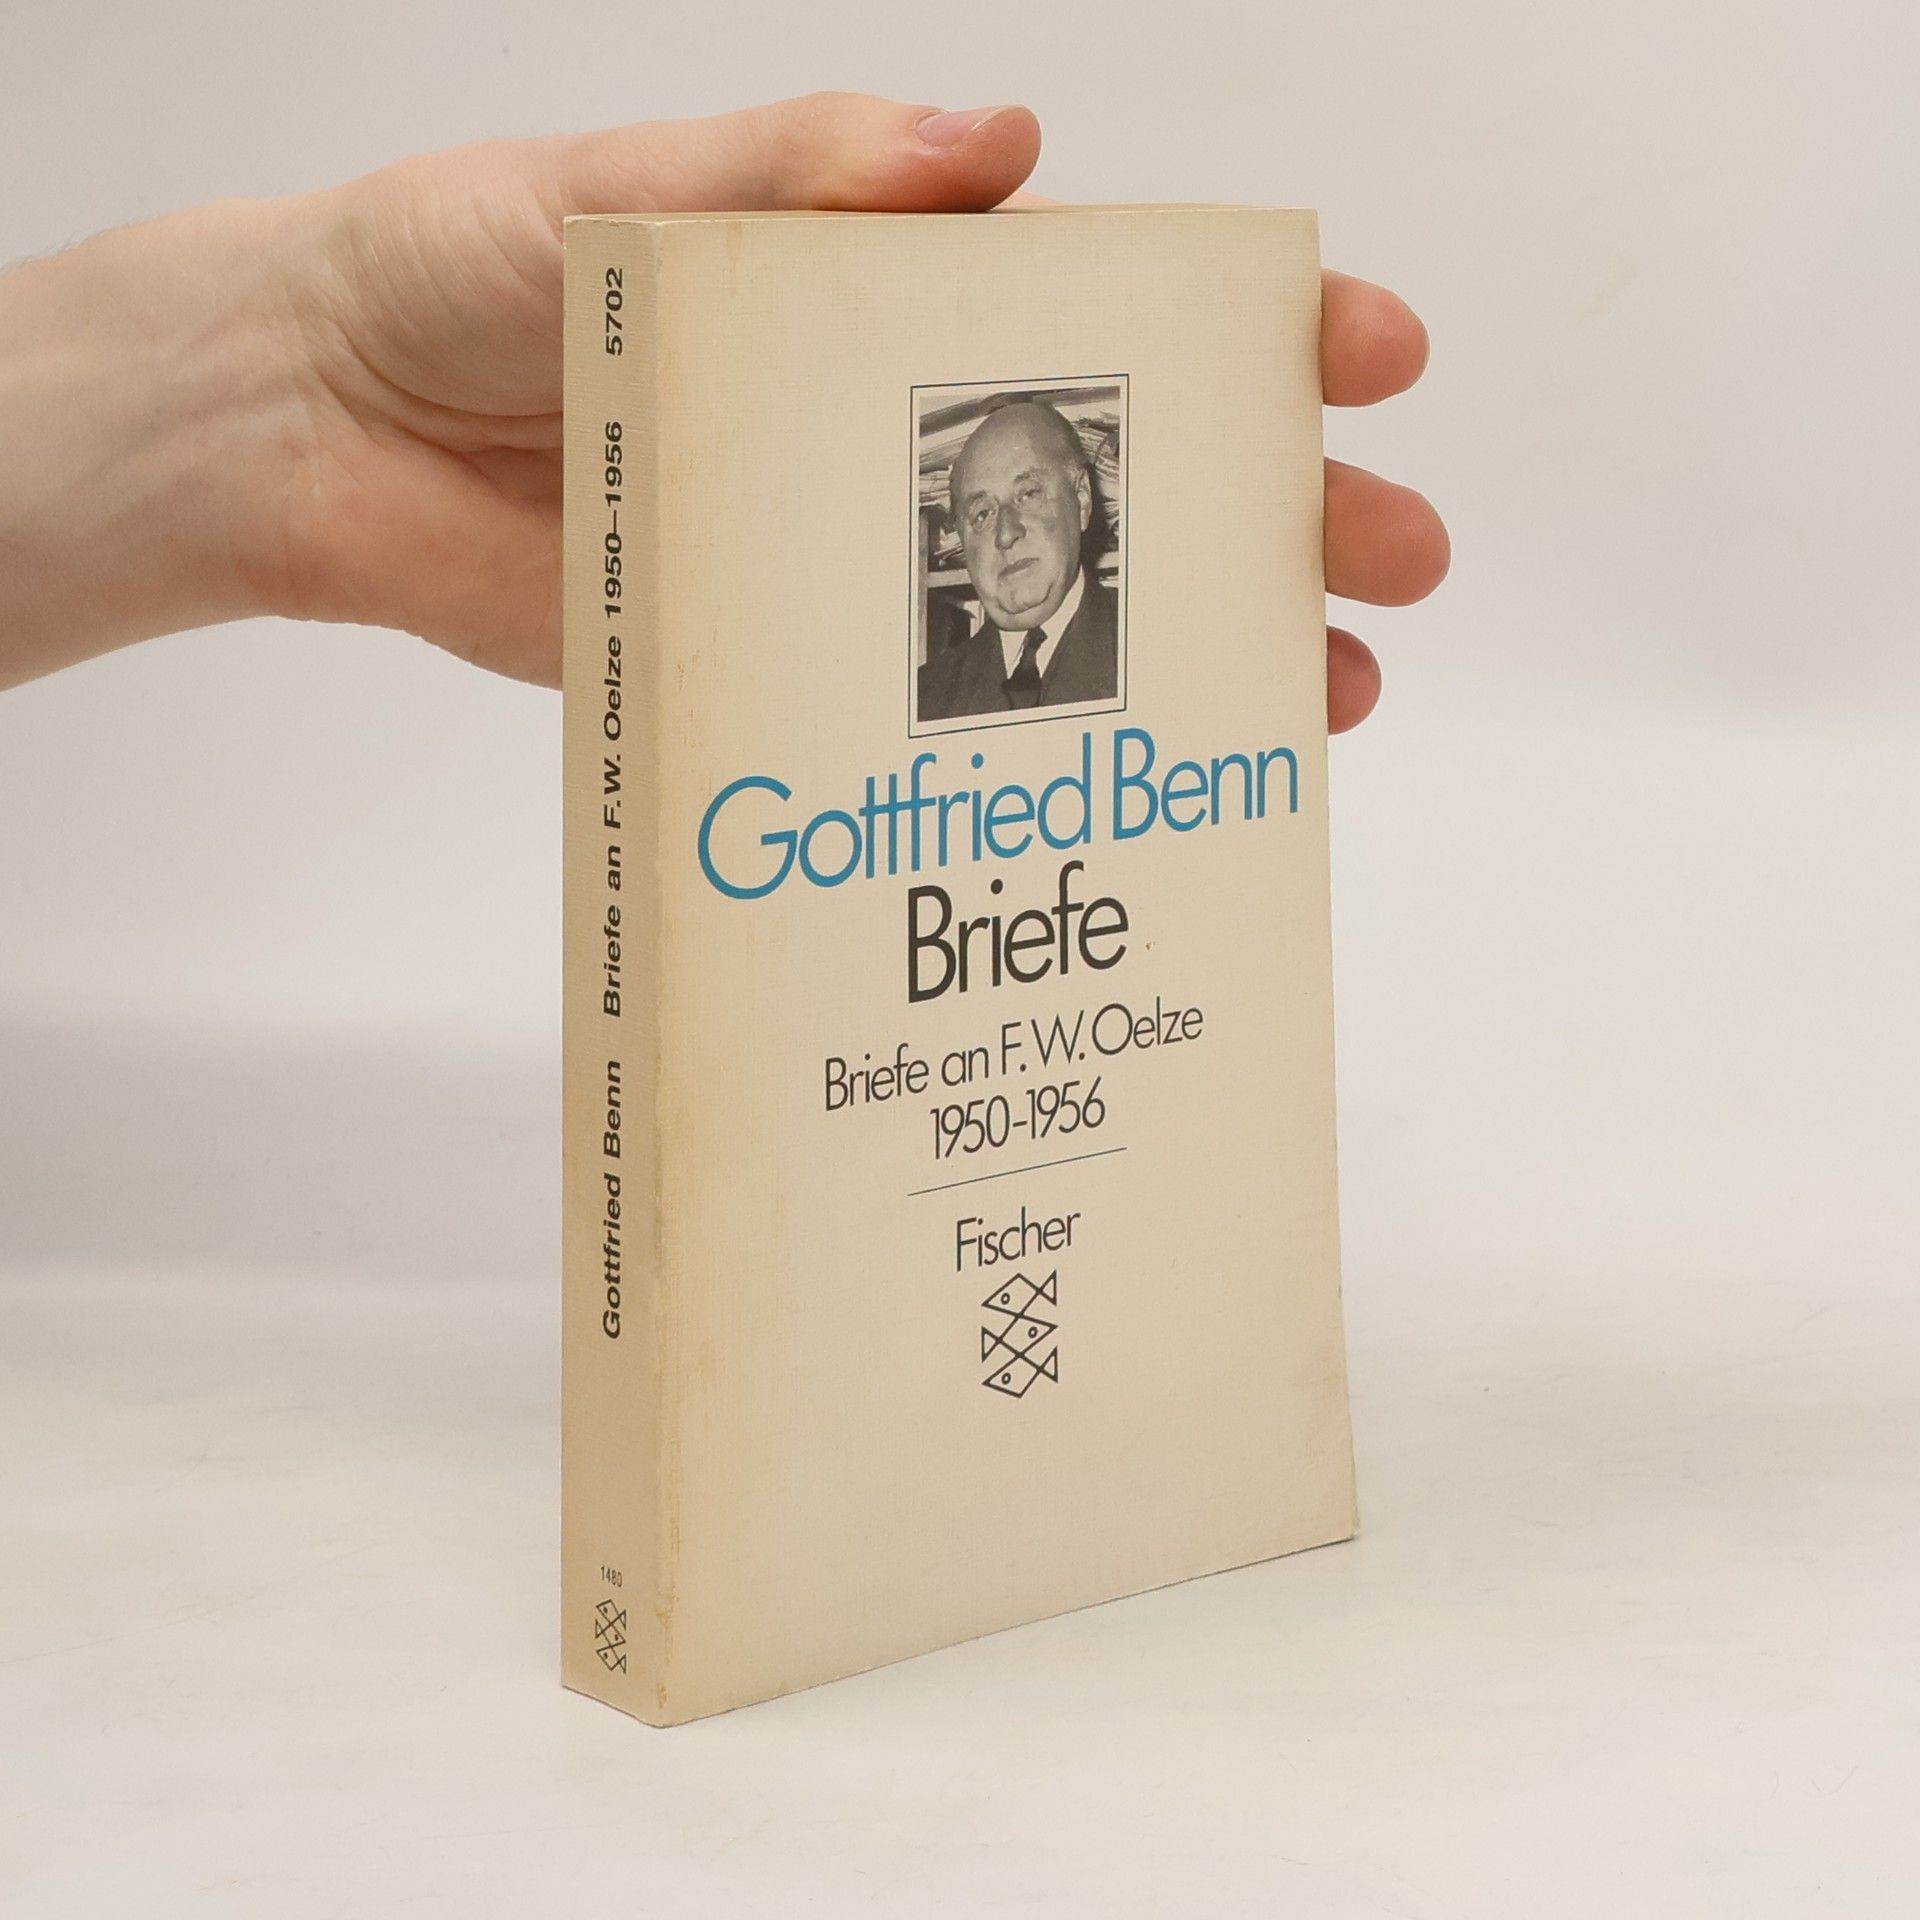 Gottfried Benn
Briefe
Briefe an F.W. Oelze
1950-1956
Fischer
Gottfried Benn Briefe an F.W. Oelze 1950–1956 5702
1480